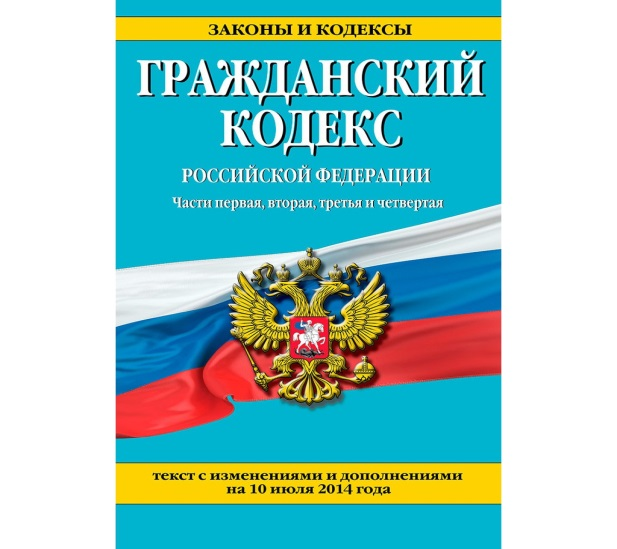 ЗАКОНЫ И КОДЕКСЫ
ГРАЖДАНСКИЙ
КОДЕКС
РОССИЙСКОЙ ФЕДЕРАЦИИ
Части первая, вторая, третья и четвертая
текст с изменениями и дополнениями
на 10 июля 2014 года